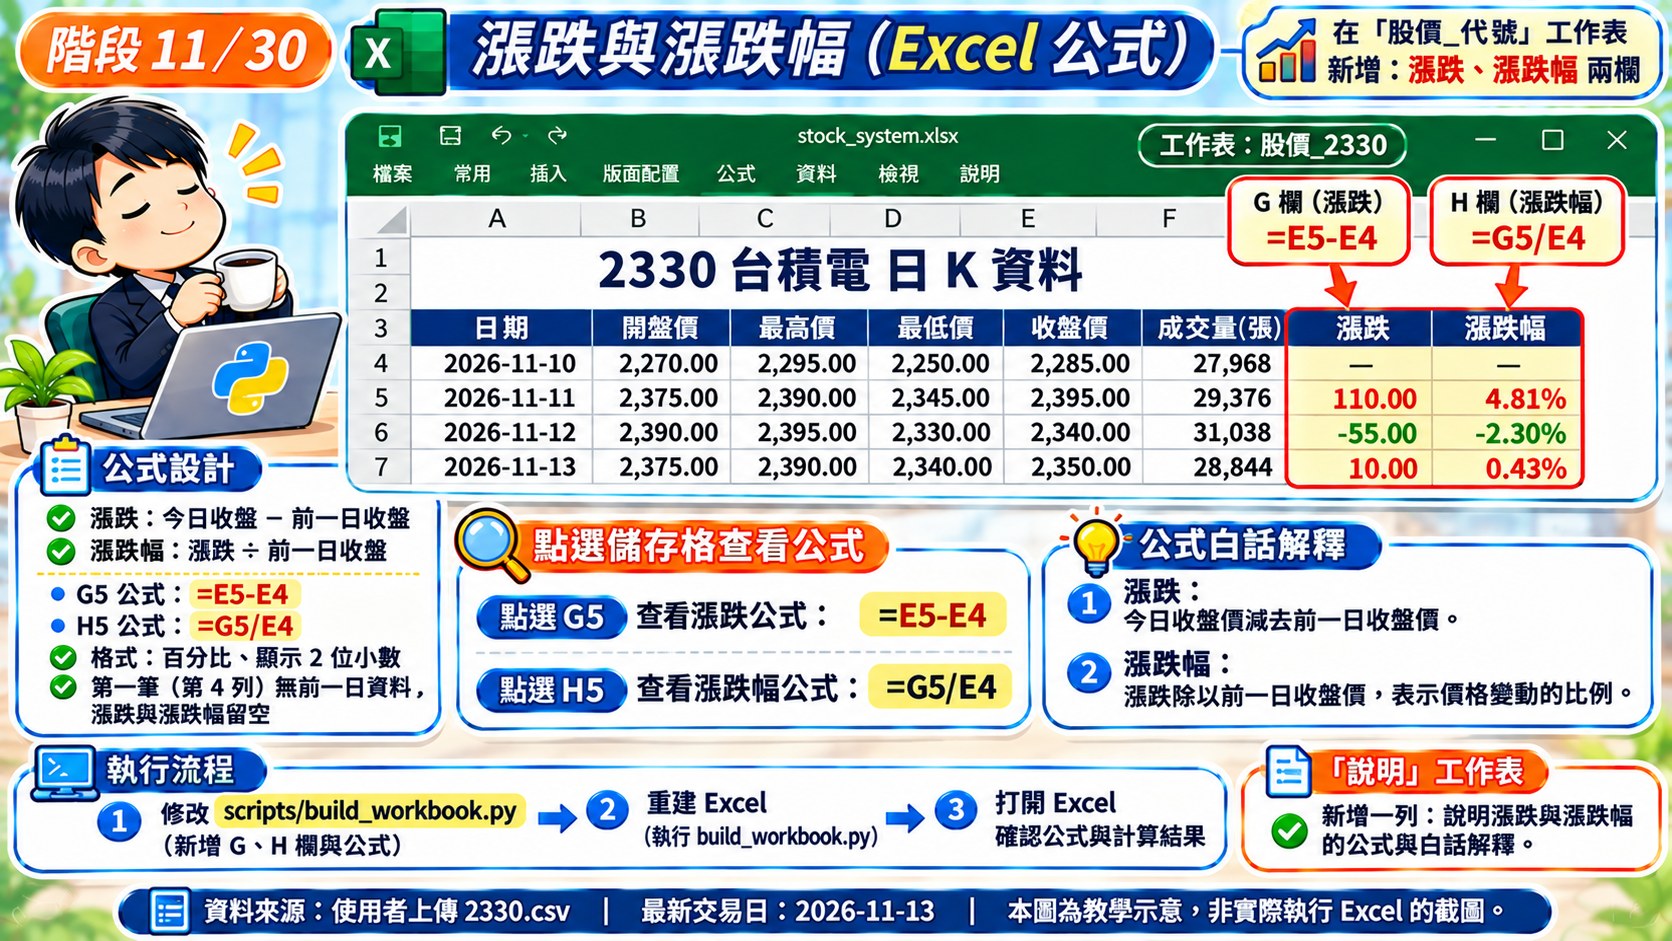 階段 11／30
X
漲跌與漲跌幅（Excel 公式）
在「股價_代號」工作表
新增：漲跌、漲跌幅 兩欄
stock_system.xlsx
工作表：股價_2330
檔案 常用 插入 版面配置 公式 資料 檢視 說明
G 欄（漲跌）
=E5-E4
H 欄（漲跌幅）
=G5/E4
A B C D E F
1 2330 台積電 日 K 資料
2
3 日期 開盤價 最高價 最低價 收盤價 成交量(張) 漲跌 漲跌幅
4 2026-11-10 2,270.00 2,295.00 2,250.00 2,285.00 27,968 — —
5 2026-11-11 2,375.00 2,390.00 2,345.00 2,395.00 29,376 110.00 4.81%
6 2026-11-12 2,390.00 2,395.00 2,330.00 2,340.00 31,038 -55.00 -2.30%
7 2026-11-13 2,375.00 2,390.00 2,340.00 2,350.00 28,844 10.00 0.43%
公式設計
漲跌：今日收盤 － 前一日收盤
漲跌幅：漲跌 ÷ 前一日收盤
G5 公式：=E5-E4
H5 公式：=G5/E4
格式：百分比、顯示 2 位小數
第一筆（第 4 列）無前一日資料，
漲跌與漲跌幅留空
點選儲存格查看公式
點選 G5 查看漲跌公式： =E5-E4
點選 H5 查看漲跌幅公式： =G5/E4
公式白話解釋
1 漲跌：
今日收盤價減去前一日收盤價。
2 漲跌幅：
漲跌除以前一日收盤價，表示價格變動的比例。
執行流程
1 修改 scripts/build_workbook.py
（新增 G、H 欄與公式）
2 重建 Excel
（執行 build_workbook.py）
3 打開 Excel
確認公式與計算結果
「說明」工作表
新增一列：說明漲跌與漲跌幅
的公式與白話解釋。
資料來源：使用者上傳 2330.csv | 最新交易日：2026-11-13 | 本圖為教學示意，非實際執行 Excel 的截圖。